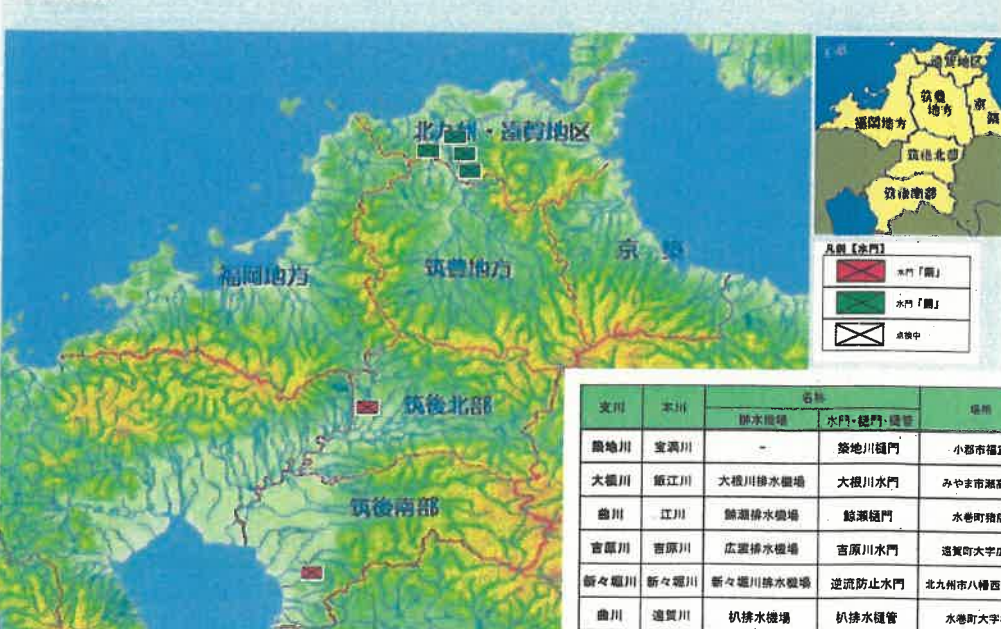 北九州・遠賀地区
福岡地方
筑豊地方
京 築
筑後北部
筑後南部
遠賀地区
筑豊
地方
京
築
福岡地方
筑後北部
筑後南部
凡例【水門】
水門「閉」
水門「開」
点検中
支川 本川 名称 場所
排水機場 水門・樋門・樋管
築地川 宝満川 - 築地川樋門 小郡市福
大根川 飯江川 大根川排水機場 大根川水門 みやま市瀬高
曲川 江川 鯨瀬排水機場 鯨瀬樋門 水巻町猪熊
吉原川 吉原川 広渡排水機場 吉原川水門 遠賀町大字広
新々堀川 新々堀川 新々堀川排水機場 逆流防止水門 北九州市八幡西
曲川 遠賀川 朳排水機場 朳排水樋管 水巻町大字